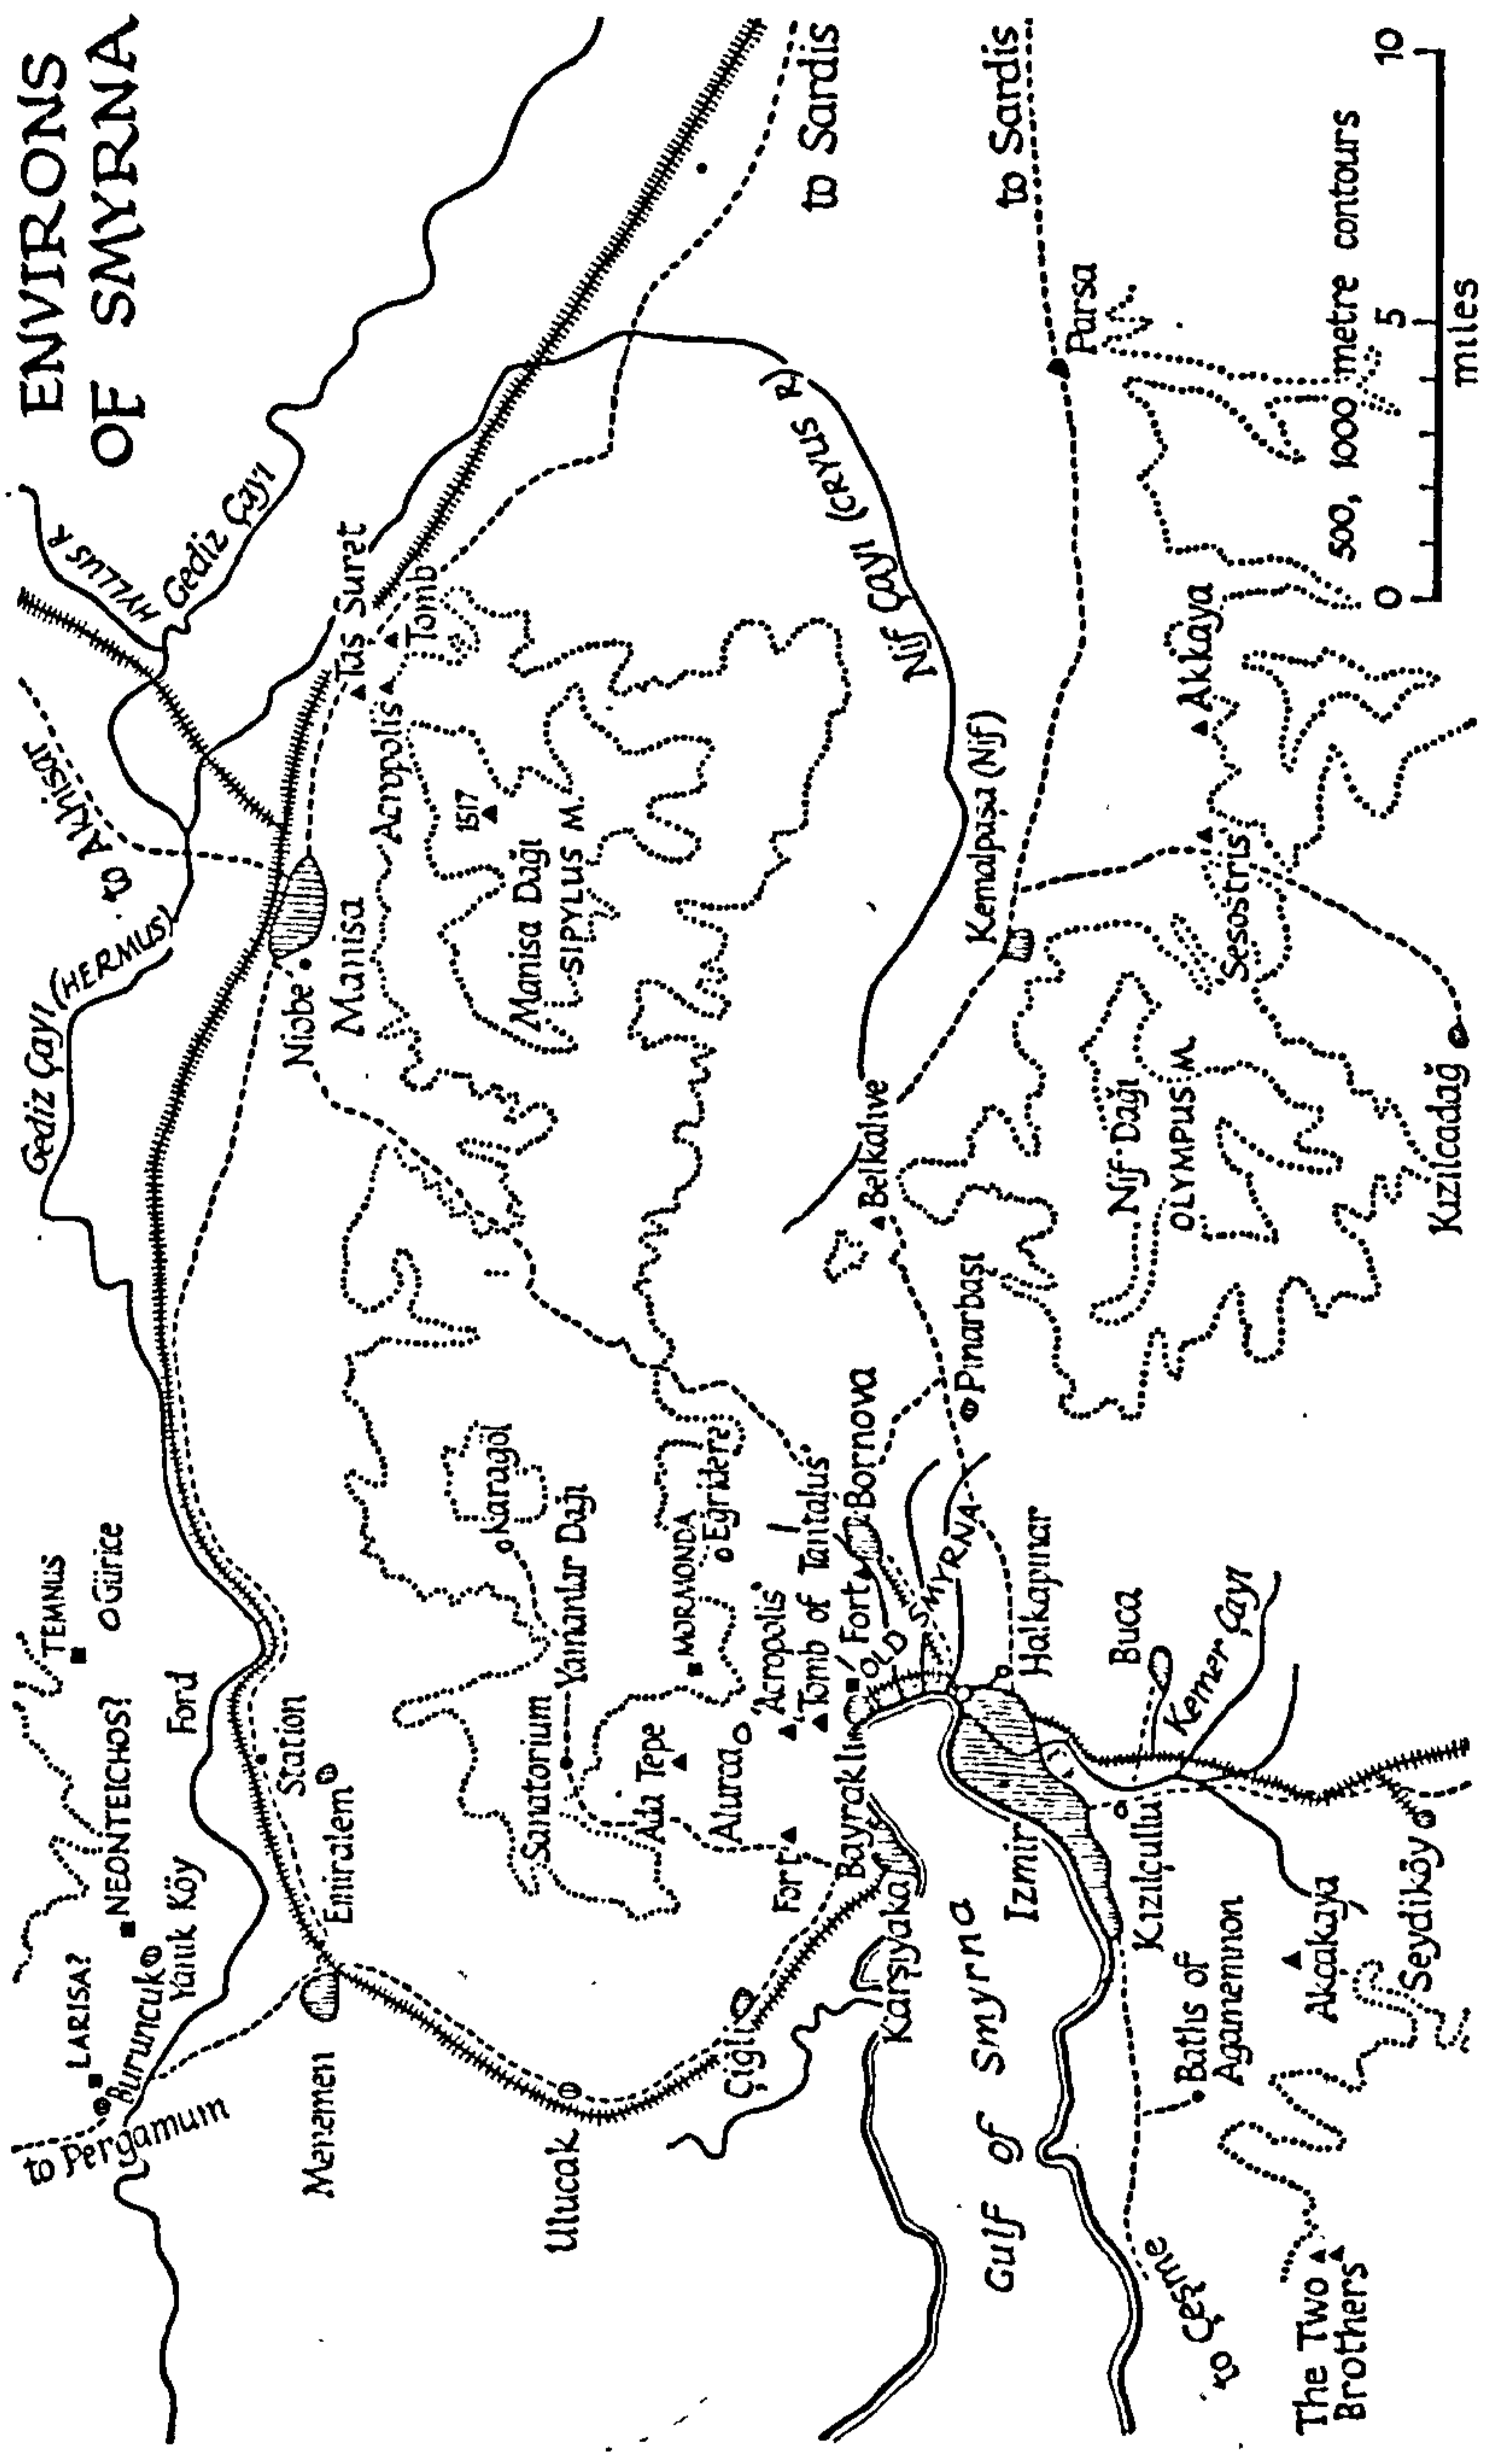 ENVIRONS
OF SMYRNA
to Pergamum
LARISA?
Buruncuk
NEONTEICHOS?
Yanık Köy
TEMNUS
Gürice
Ford
Gediz Çayı (HERMUS)
to Akhisar
HYLLUS R
Gediz Çayı
Menemen
Emiralem
Station
Niobe
Manisa
Tas Suret
Acropolis
Tomb
1517
Manisa Dağı
SIPYLUS M.
Ulucak
Sanatorium
Yamanlar Dağı
Karagöl
Ada Tepe
MORMONDA
Eğridere
Alurca
Çiğli
Fort
'Acropolis'
'Tomb of Tantalus'
Bayraklı
Fort
Bornova
OLD SMYRNA
Karşıyaka
Belkahve
Nif Çayı (CRYUS R)
to Sardis
to Sardis
Gulf of Smyrna
Izmir
Halkapınar
Pınarbaşı
Kemalpaşa (Nif)
Parsa
Nif Dağı
OLYMPUS M.
Buca
Kemer Çayı
Kızılçullu
Baths of
Agamemnon
to Çeşme
Akkaya
Sesostris
The Two
Brothers
Akcakaya
Seydiköy
Kızılcadağ
500, 1000 metre contours
0 5 10
miles